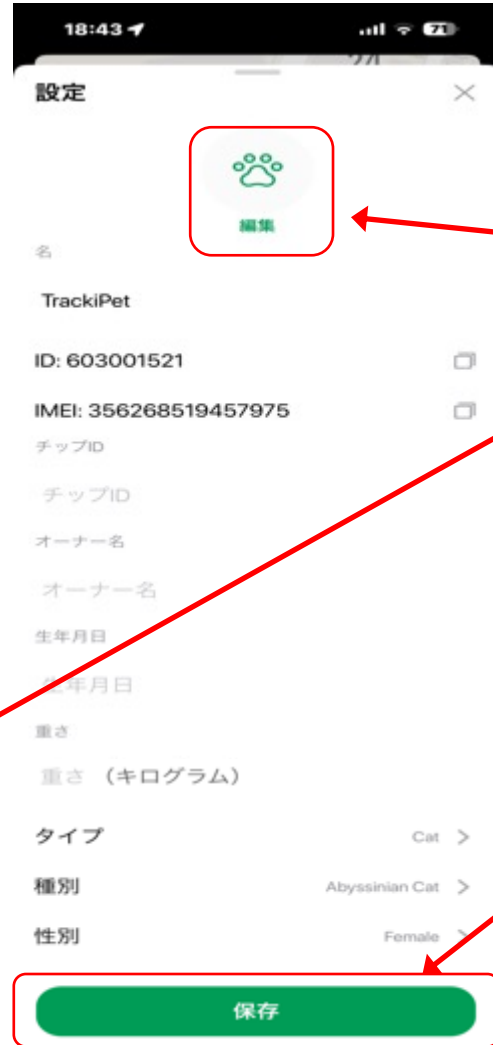 18:43
71
24
設定
編集
名
TrackiPet
ID: 603001521
IMEI: 356268519457975
チップID
チップID
オーナー名
オーナー名
生年月日
生年月日
重さ
重さ （キログラム）
タイプ Cat
種別 Abyssinian Cat
性別 Female
保存